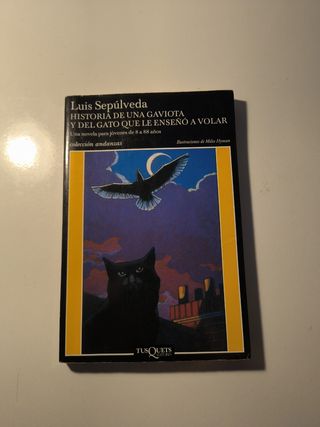 Luis Sepúlveda
HISTORIA DE UNA GAVIOTA
Y DEL GATO QUE LE ENSEÑÓ A VOLAR
Una novela para jóvenes de 8 a 88 años
colección andanzas
Ilustraciones de Miles Hyman
TUSQUETS